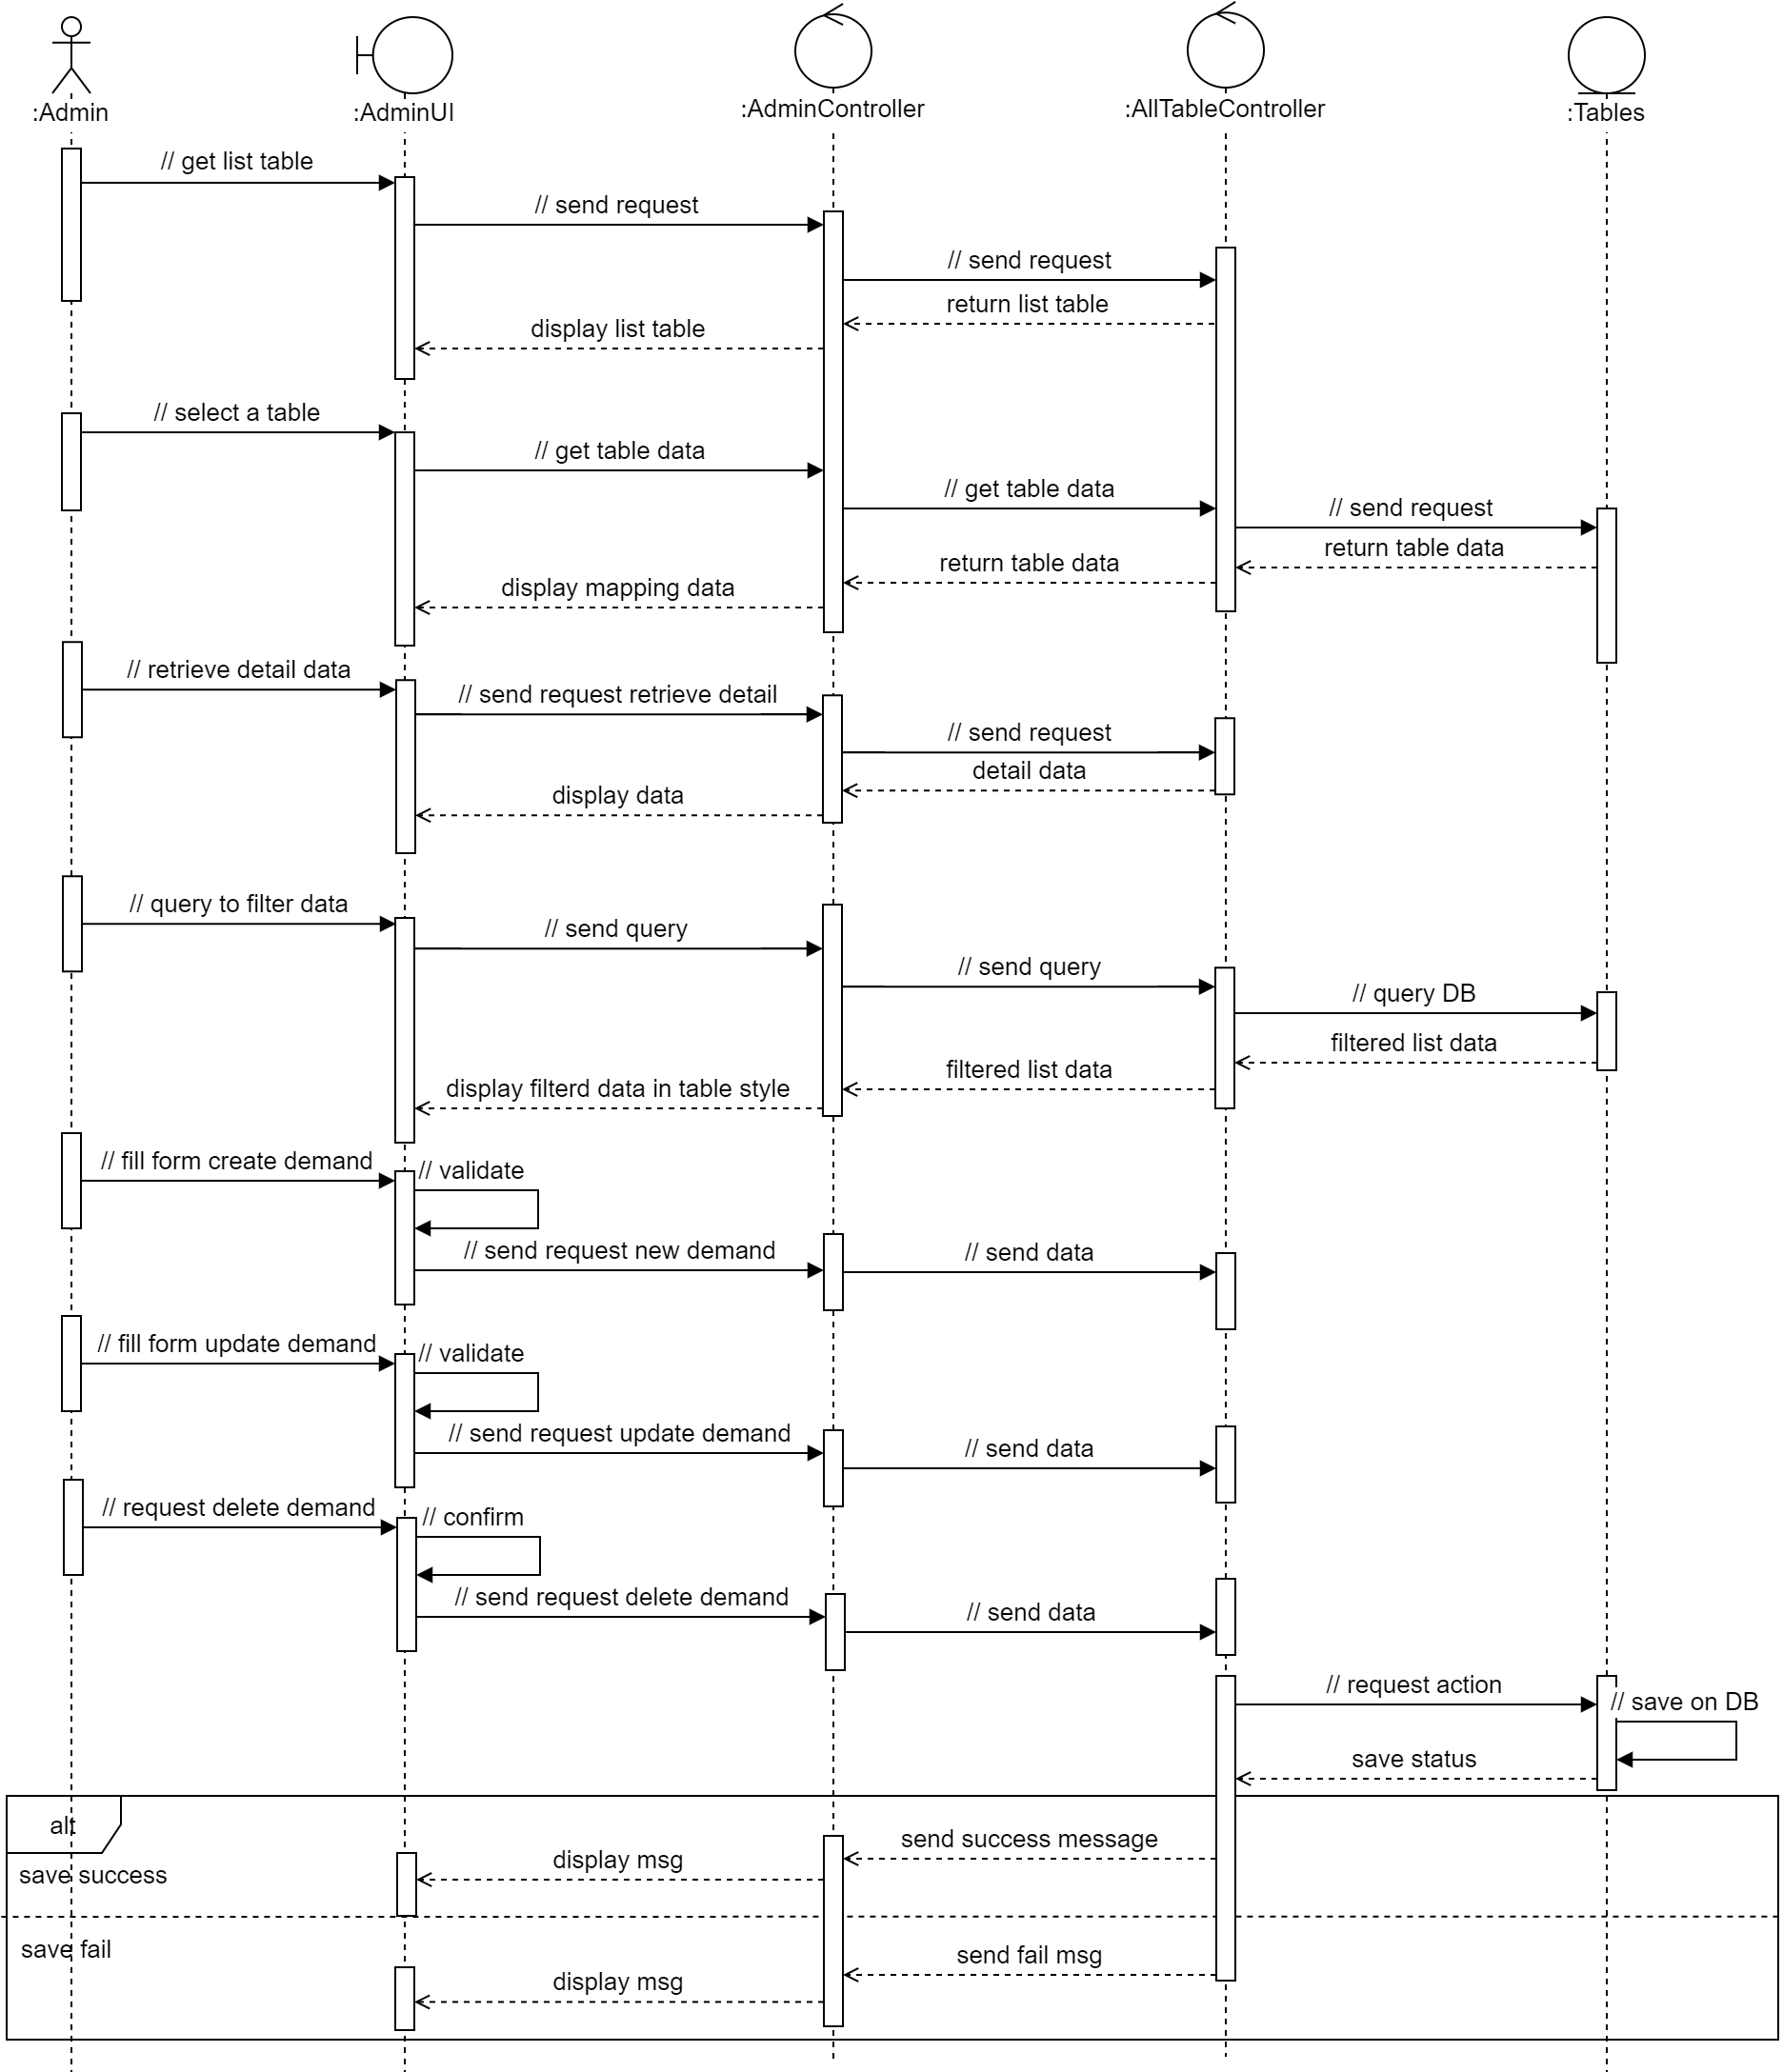 :Admin
:AdminUI
:AdminController
:AllTableController
:Tables
// get list table
// send request
// send request
return list table
display list table
// select a table
// get table data
// get table data
// send request
return table data
return table data
display mapping data
// retrieve detail data
// send request retrieve detail
// send request
detail data
display data
// query to filter data
// send query
// send query
// query DB
filtered list data
filtered list data
display filterd data in table style
// fill form create demand
// validate
// send request new demand
// send data
// fill form update demand
// validate
// send request update demand
// send data
// request delete demand
// confirm
// send request delete demand
// send data
// request action
// save on DB
save status
alt
send success message
display msg
save success
save fail
send fail msg
display msg